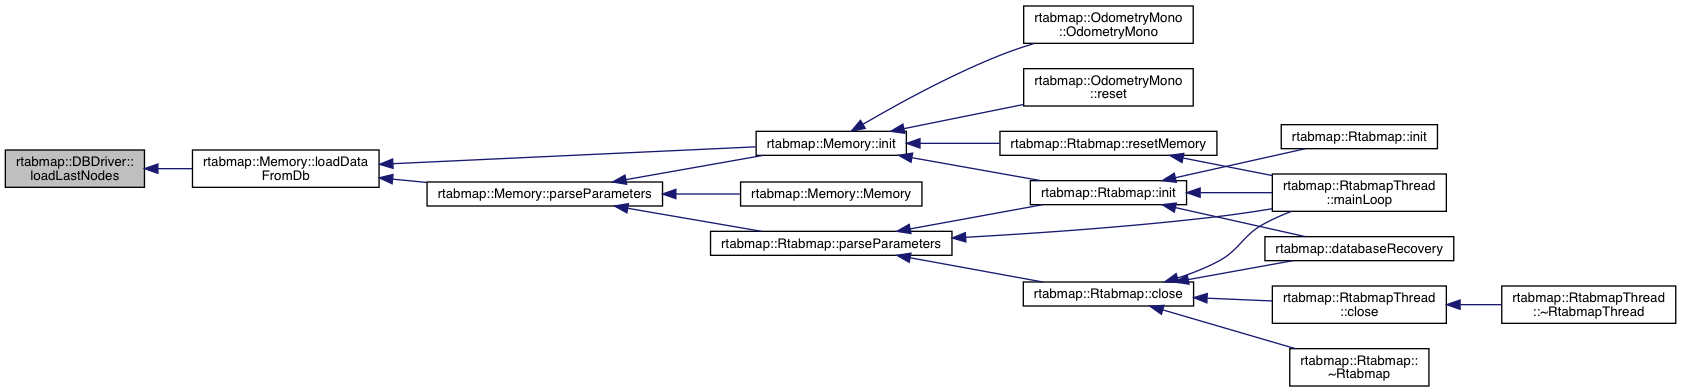 rtabmap::DBDriver::
loadLastNodes
rtabmap::Memory::loadData
FromDb
rtabmap::Memory::parseParameters
rtabmap::Memory::init
rtabmap::Memory::Memory
rtabmap::Rtabmap::parseParameters
rtabmap::OdometryMono
::OdometryMono
rtabmap::OdometryMono
::reset
rtabmap::Rtabmap::resetMemory
rtabmap::Rtabmap::init
rtabmap::Rtabmap::close
rtabmap::Rtabmap::init
rtabmap::RtabmapThread
::mainLoop
rtabmap::databaseRecovery
rtabmap::RtabmapThread
::close
rtabmap::Rtabmap::
~Rtabmap
rtabmap::RtabmapThread
::~RtabmapThread